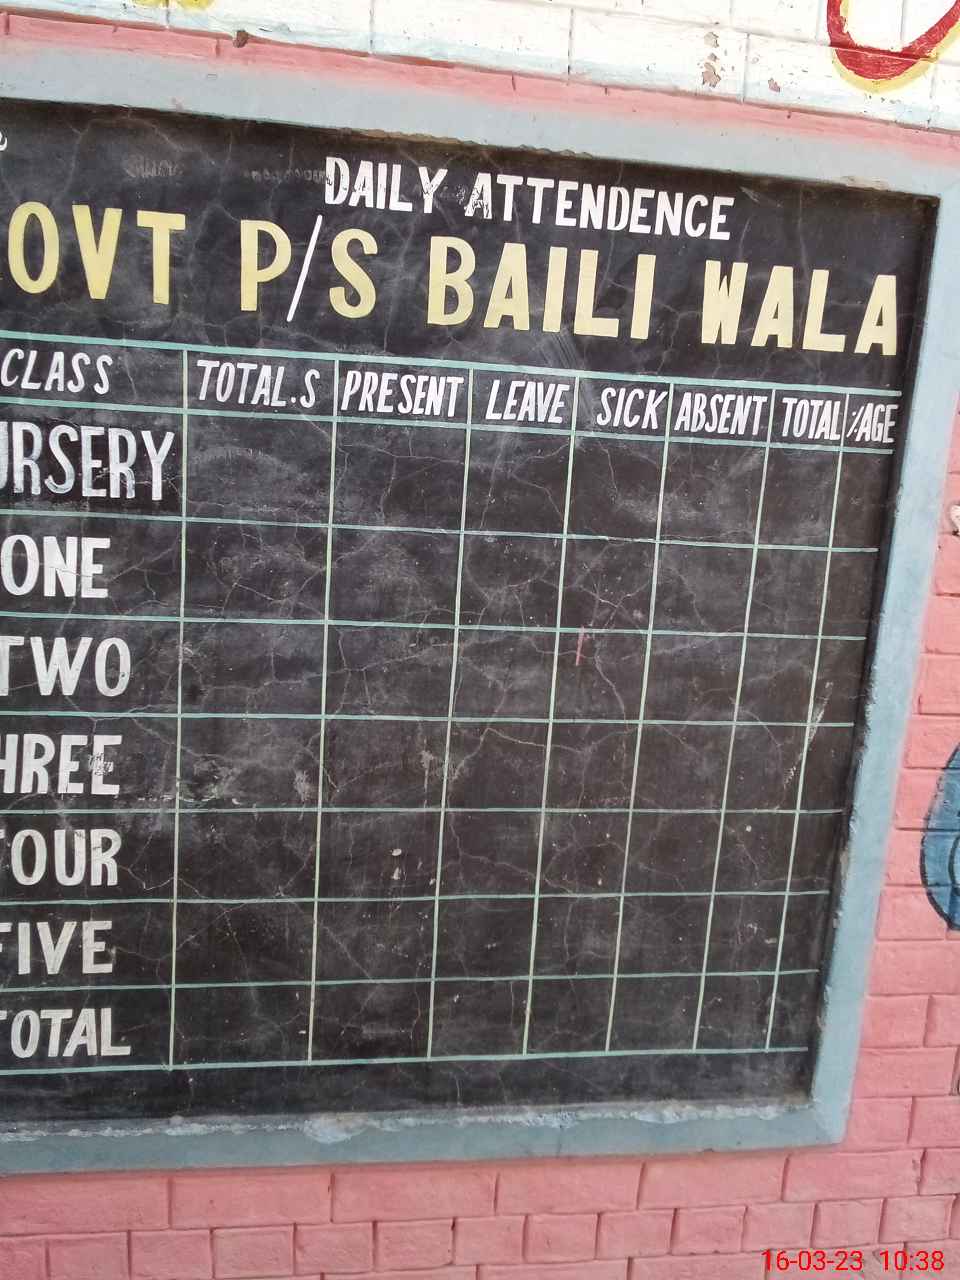 DAILY ATTENDENCE
OVT P/S BAILI WALA
CLASS TOTAL.S PRESENT LEAVE SICK ABSENT TOTAL %AGE
URSERY
ONE
TWO
HREE
FOUR
FIVE
TOTAL
16-03-23 10:38